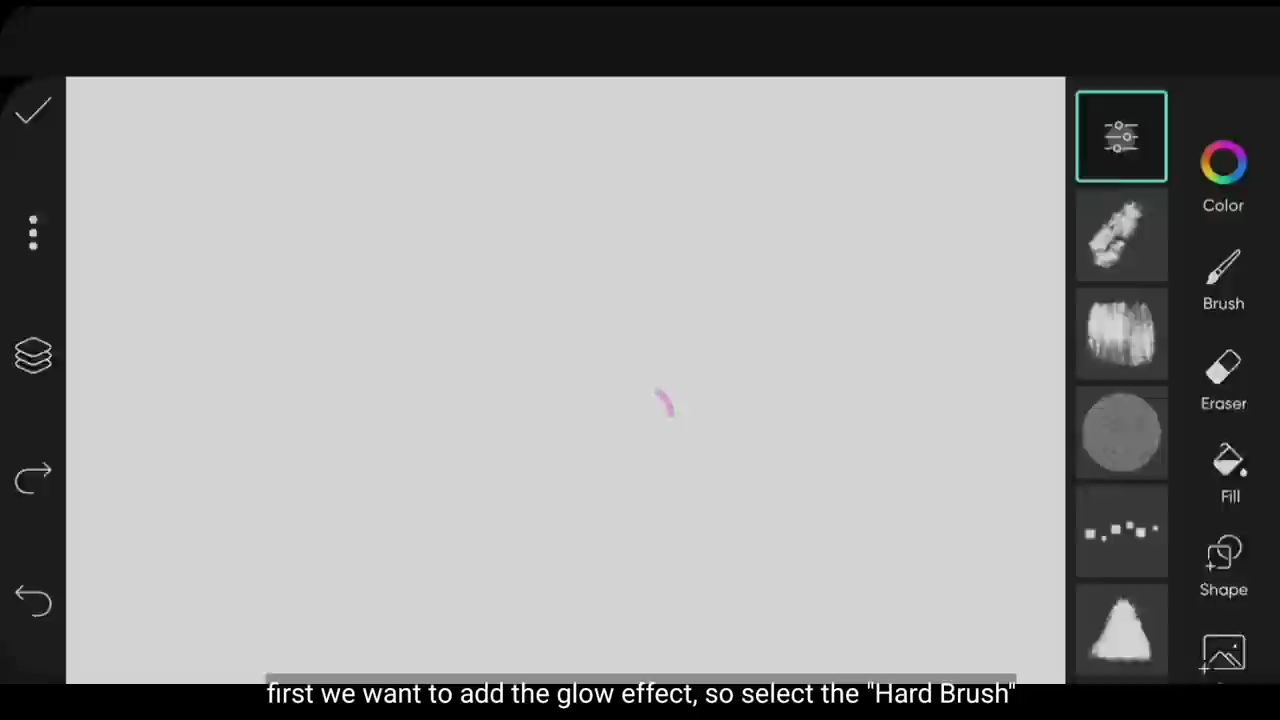 Color
Brush
Eraser
Fill
Shape
first we want to add the glow effect, so select the "Hard Brush"